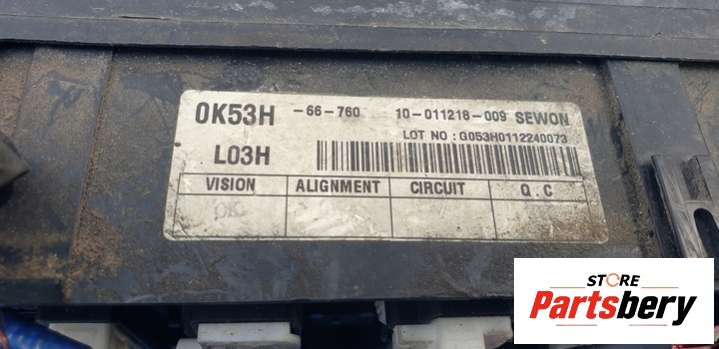 0K53H -66-760 10-011218-009 SEWON
LOT NO : G053H0112240073
L03H
VISION ALIGNMENT CIRCUIT Q.C
OK
STORE
Partsbery